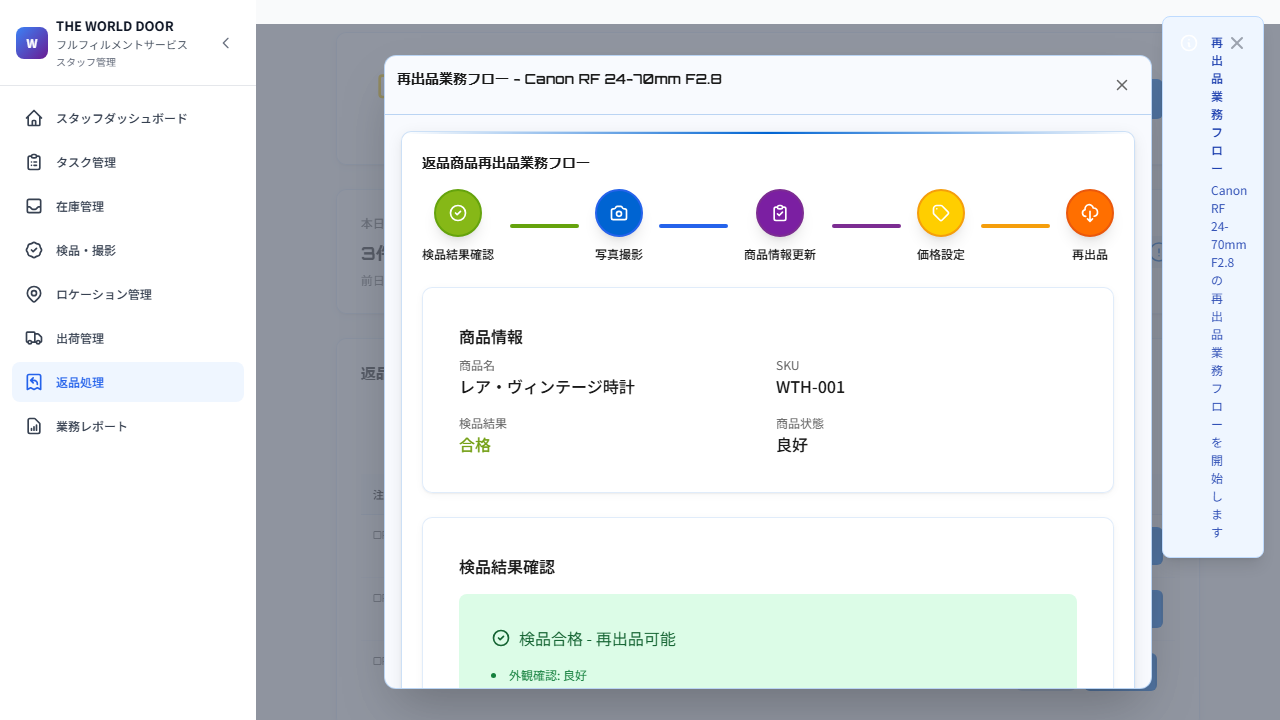 THE WORLD DOOR
フルフィルメントサービス
スタッフ管理
W
スタッフダッシュボード
タスク管理
在庫管理
検品・撮影
ロケーション管理
出荷管理
返品処理
業務レポート
本日
3件
前日
返品
注
再出品業務フロー - Canon RF 24-70mm F2.8
返品商品再出品業務フロー
検品結果確認
写真撮影
商品情報更新
価格設定
再出品
商品情報
商品名
レア・ヴィンテージ時計
SKU
WTH-001
検品結果
合格
商品状態
良好
検品結果確認
検品合格 - 再出品可能
外観確認: 良好
再
出
品
業
務
フ
ロ
ー
Canon
RF
24-
70mm
F2.8
の
再
出
品
業
務
フ
ロ
ー
を
開
始
し
ま
す